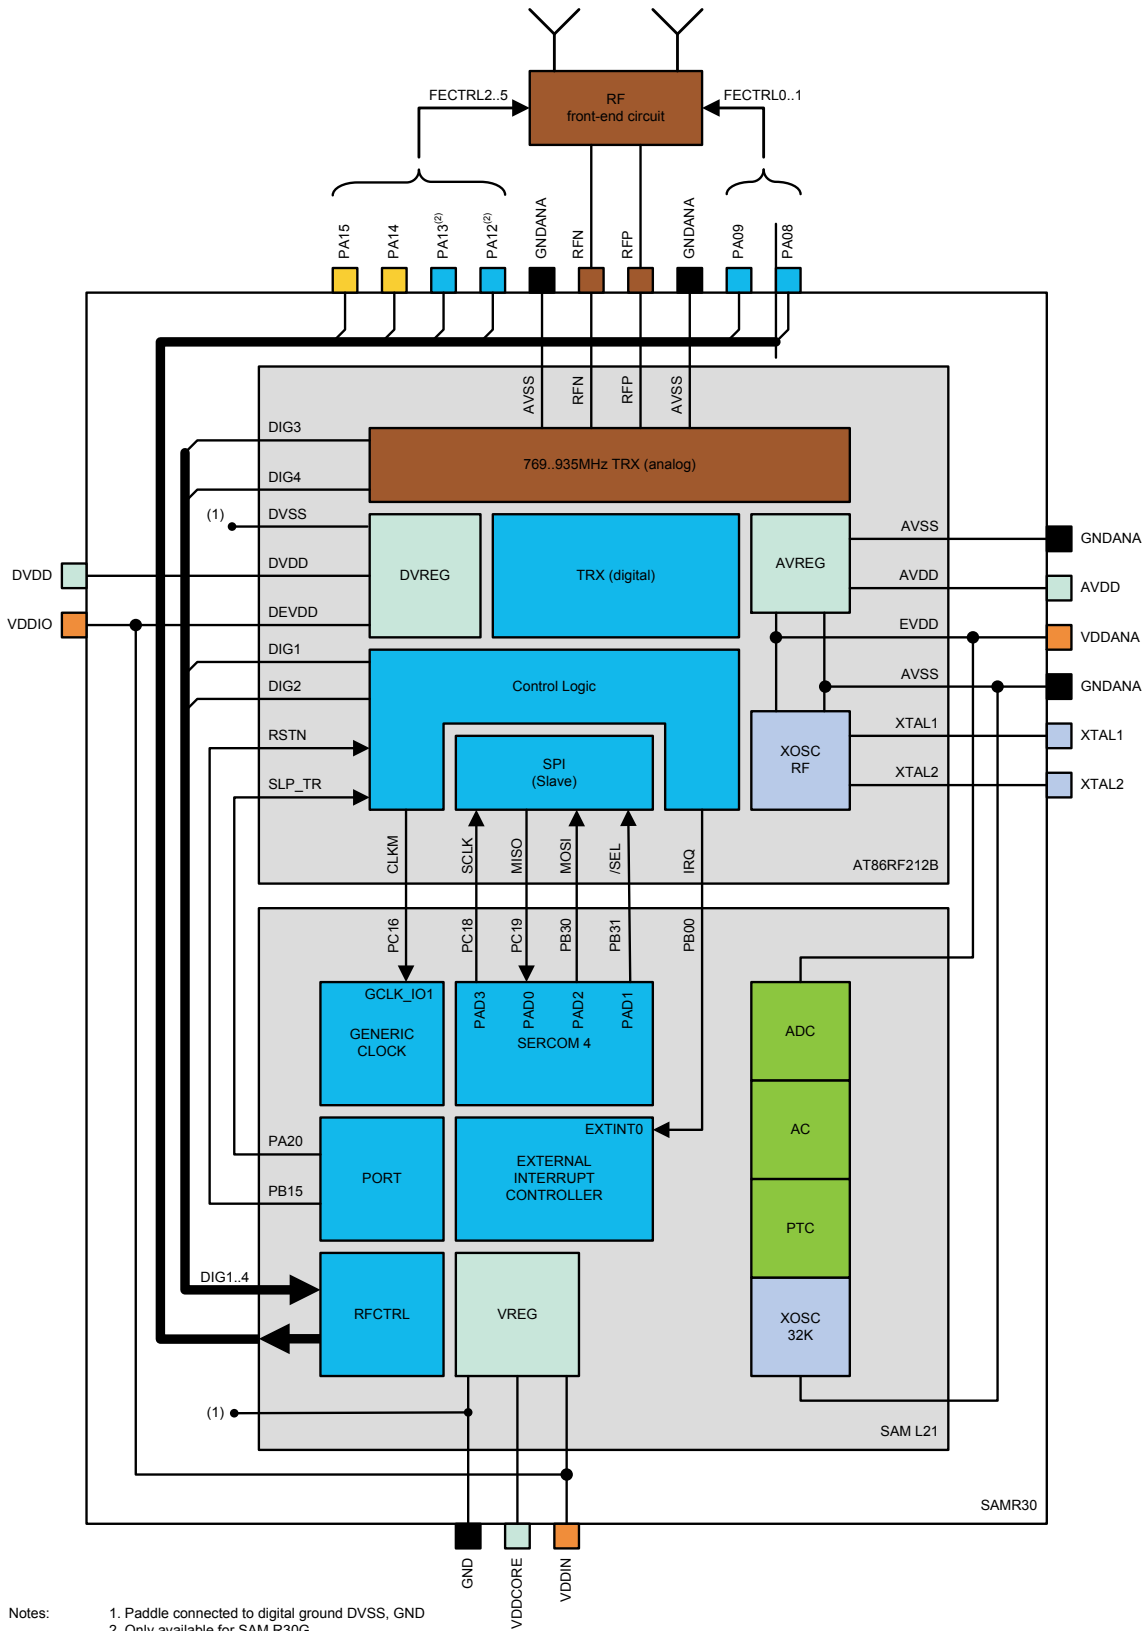 RF
front-end circuit
FECTRL2..5
FECTRL0..1
PA15
PA14
PA13(2)
PA12(2)
GNDANA
RFN
RFP
GNDANA
PA09
PA08
AVSS
RFN
RFP
AVSS
DIG3
DIG4
(1)
DVSS
DVDD
DVDD
VDDIO
DEVDD
DIG1
DIG2
RSTN
SLP_TR
769..935MHz TRX (analog)
DVREG
TRX (digital)
AVREG
Control Logic
SPI
(Slave)
XOSC
RF
AVSS
GNDANA
AVDD
AVDD
EVDD
VDDANA
AVSS
GNDANA
XTAL1
XTAL1
XTAL2
XTAL2
CLKM
SCLK
MISO
MOSI
/SEL
IRQ
AT86RF212B
PC16
PC18
PC19
PB30
PB31
PB00
GCLK_IO1
GENERIC
CLOCK
PAD3
PAD0
PAD2
PAD1
SERCOM 4
ADC
AC
PTC
XOSC
32K
PA20
PB15
PORT
EXTINT0
EXTERNAL
INTERRUPT
CONTROLLER
DIG1..4
RFCTRL
VREG
(1)
SAM L21
SAMR30
GND
VDDCORE
VDDIN
Notes: 1. Paddle connected to digital ground DVSS, GND
2. Only available for SAM R30G